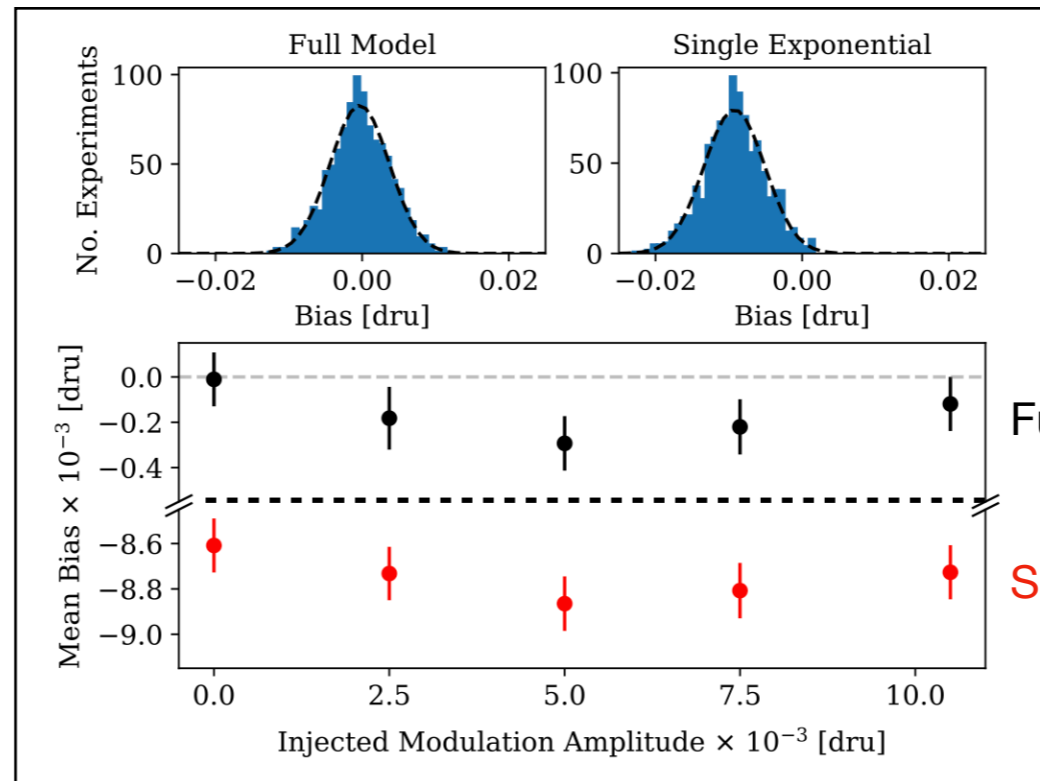 Full Model
Single Exponential
No. Experiments
100
50
0
100
50
0
−0.02
0.00
0.02
−0.02
0.00
0.02
Bias [dru]
Bias [dru]
Mean Bias × 10⁻³ [dru]
0.0
−0.2
−0.4
−8.6
−8.8
−9.0
Fu
S
0.0
2.5
5.0
7.5
10.0
Injected Modulation Amplitude × 10⁻³ [dru]